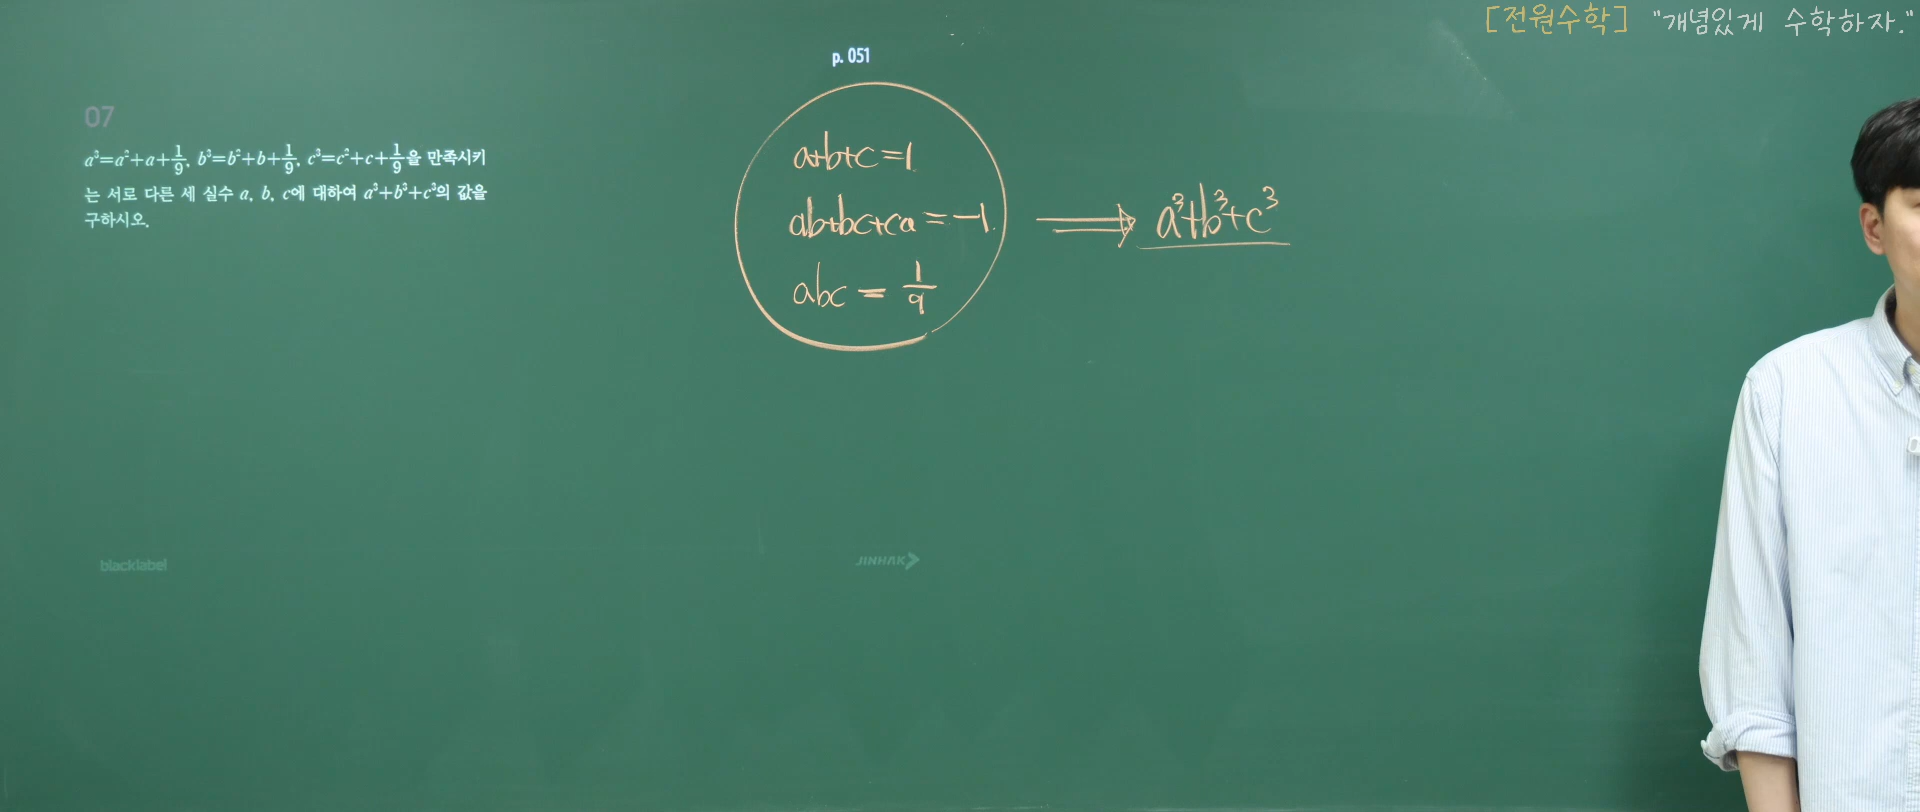 [전원수학] "개념있게 수학하자."
p. 051
07
a³=a²+a+1/9, b³=b²+b+1/9, c³=c²+c+1/9을 만족시키
는 서로 다른 세 실수 a, b, c에 대하여 a³+b³+c³의 값을
구하시오.
a+b+c=1.
ab+bc+ca=-1.
abc = 1/9
⟹ a³+b³+c³
blacklabel
JINHAK